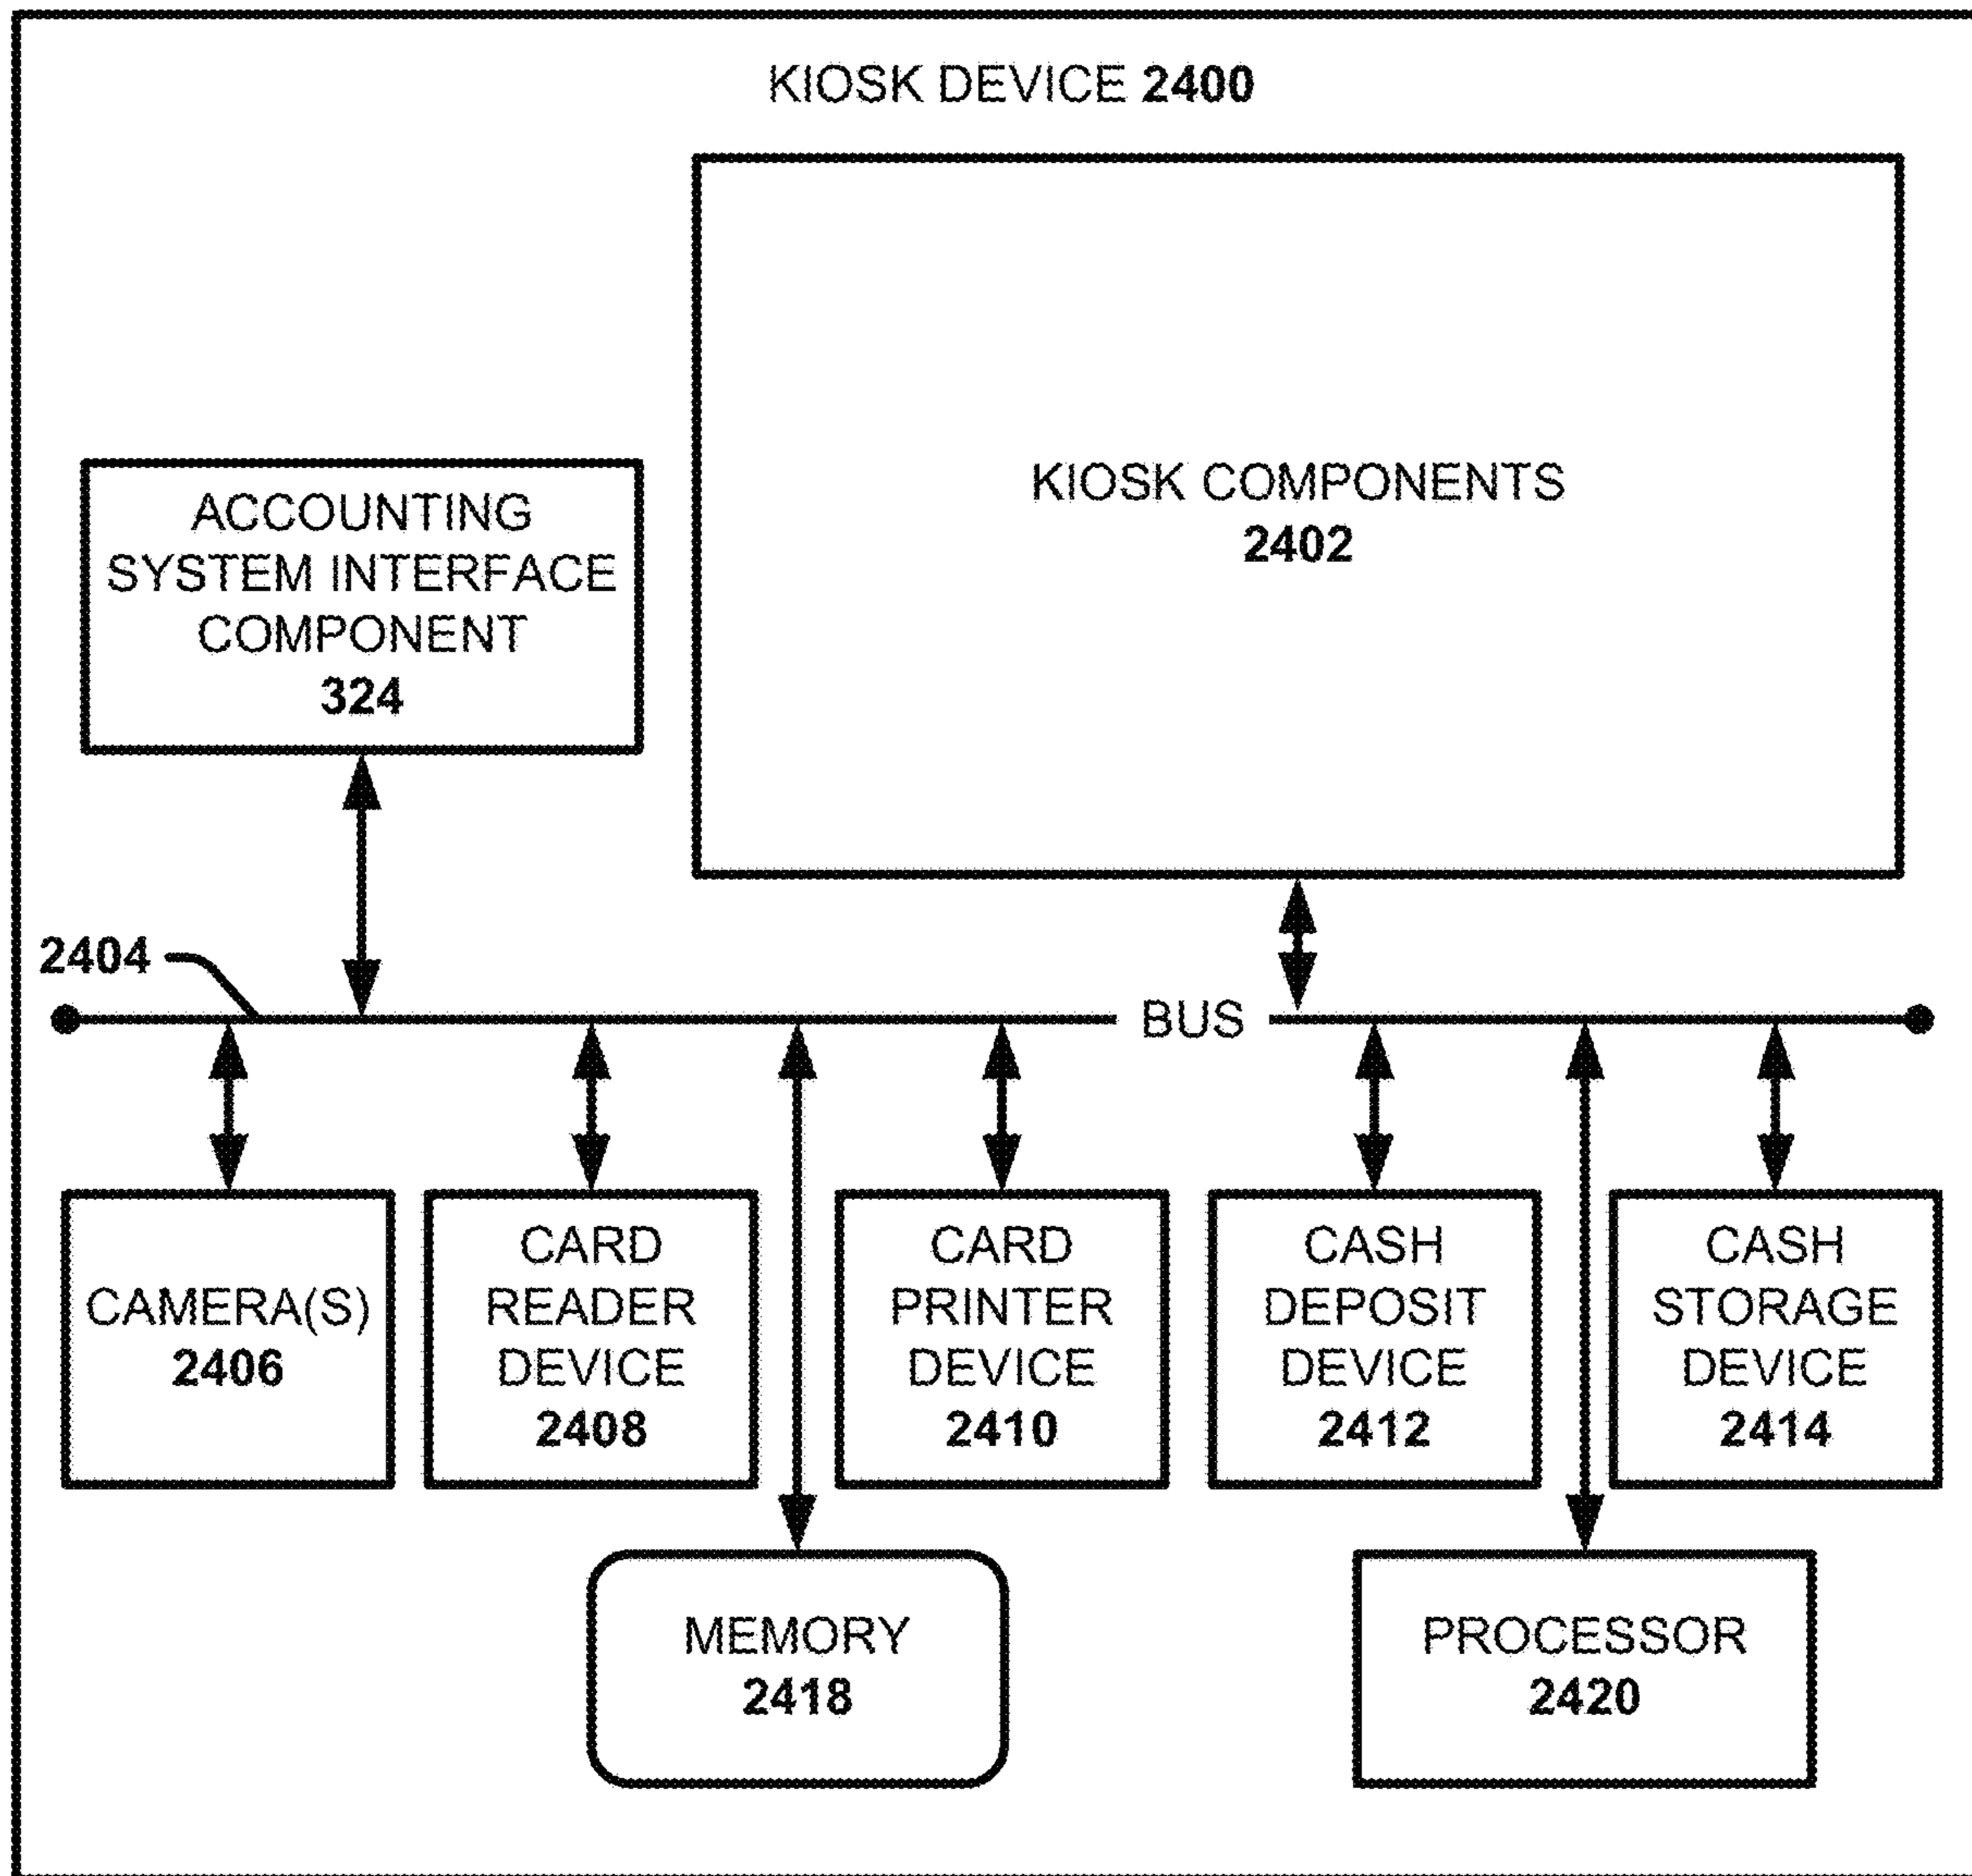 KIOSK DEVICE 2400
KIOSK COMPONENTS
2402
ACCOUNTING
SYSTEM INTERFACE
COMPONENT
324
2404
BUS
CAMERA(S)
2406
CARD
READER
DEVICE
2408
CARD
PRINTER
DEVICE
2410
CASH
DEPOSIT
DEVICE
2412
CASH
STORAGE
DEVICE
2414
MEMORY
2418
PROCESSOR
2420